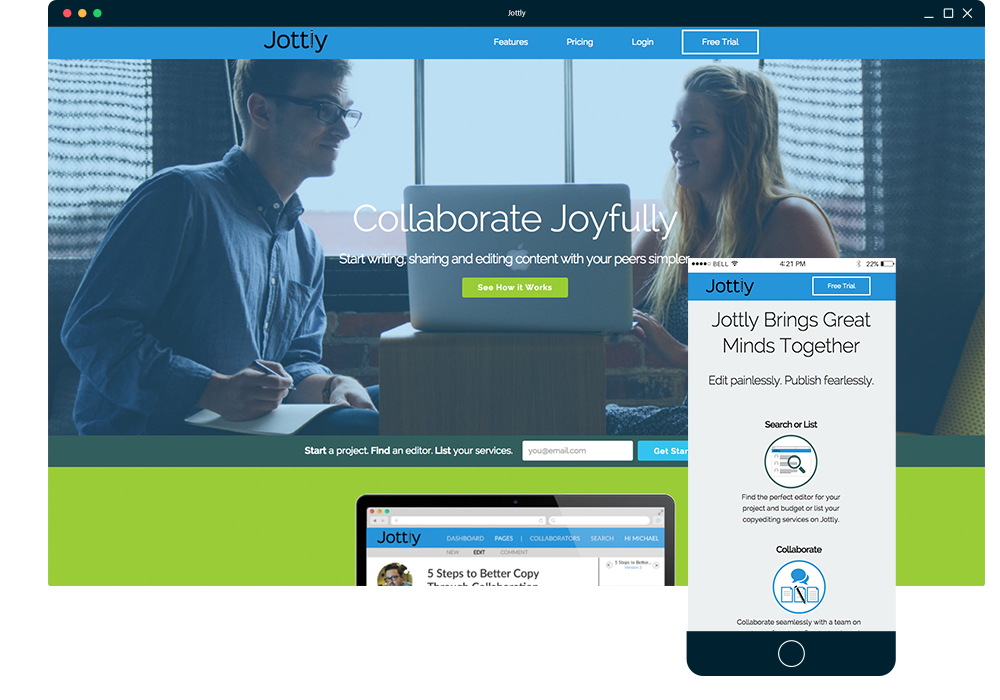 Jottly
Jottly
Features Pricing Login Free Trial
Collaborate Joyfully
Start writing, sharing and editing content with your peers simpler
See How it Works
Start a project. Find an editor. List your services.
you@email.com
Get Star
Jottly
DASHBOARD PAGES | COLLABORATORS SEARCH HI MICHAEL
NEW EDIT COMMENT
5 Steps to Better Copy
Through Collaboration
5 Steps to Better...
Version 2
BELL 4:21 PM 22%
Jottly
Free Trial
Jottly Brings Great
Minds Together
Edit painlessly. Publish fearlessly.
Search or List
Find the perfect editor for your
project and budget or list your
copyediting services on Jottly.
Collaborate
Collaborate seamlessly with a team on